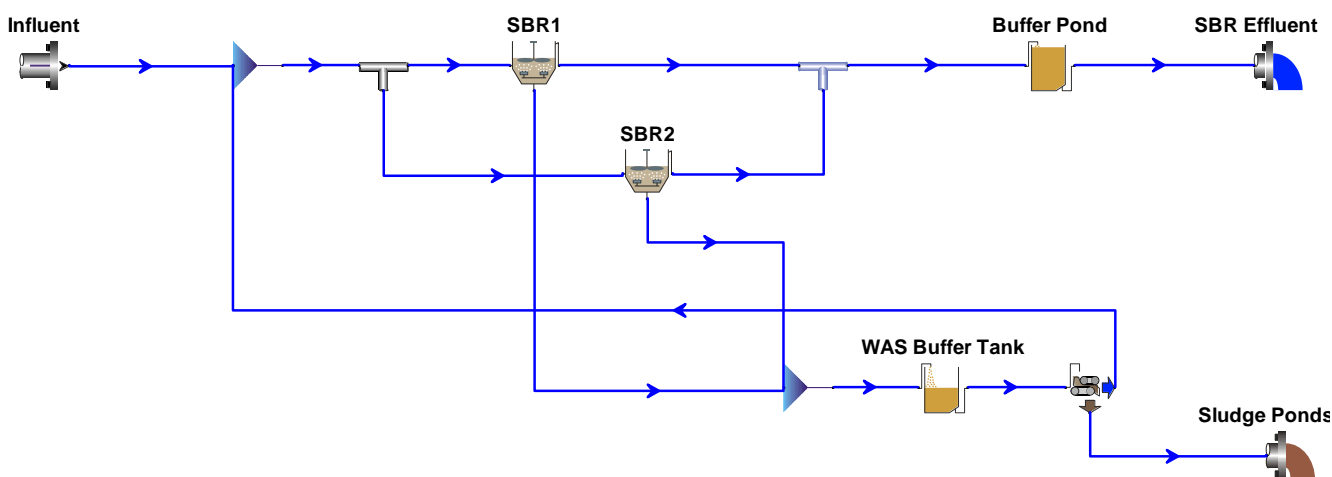 Influent
SBR1
Buffer Pond
SBR Effluent
SBR2
WAS Buffer Tank
Sludge Ponds